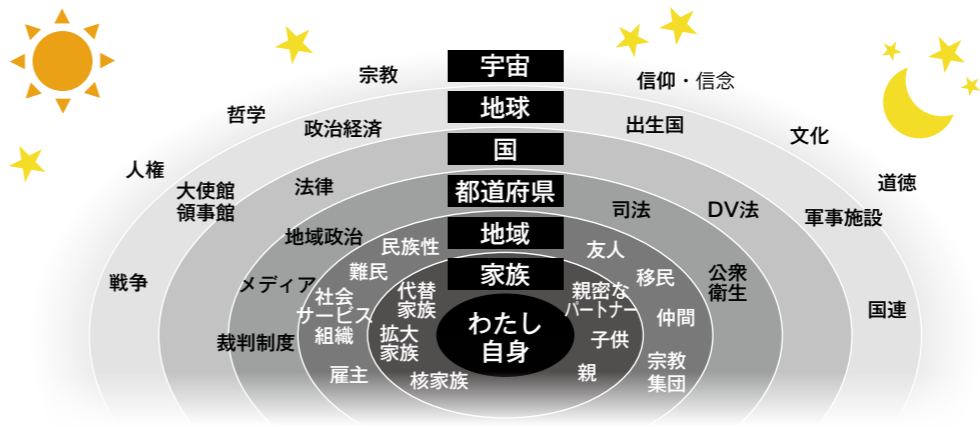 宇宙
宗教
信仰・信念
地球
哲学
政治経済
出生国
文化
国
人権
大使館
領事館
法律
都道府県
司法
DV法
軍事施設
道徳
地域政治
民族性
地域
友人
戦争
メディア
難民
家族
移民
公衆
衛生
社会
サービス
組織
代替
家族
親密な
パートナー
仲間
国連
裁判制度
拡大
家族
わたし
自身
子供
雇主
核家族
親
宗教
集団